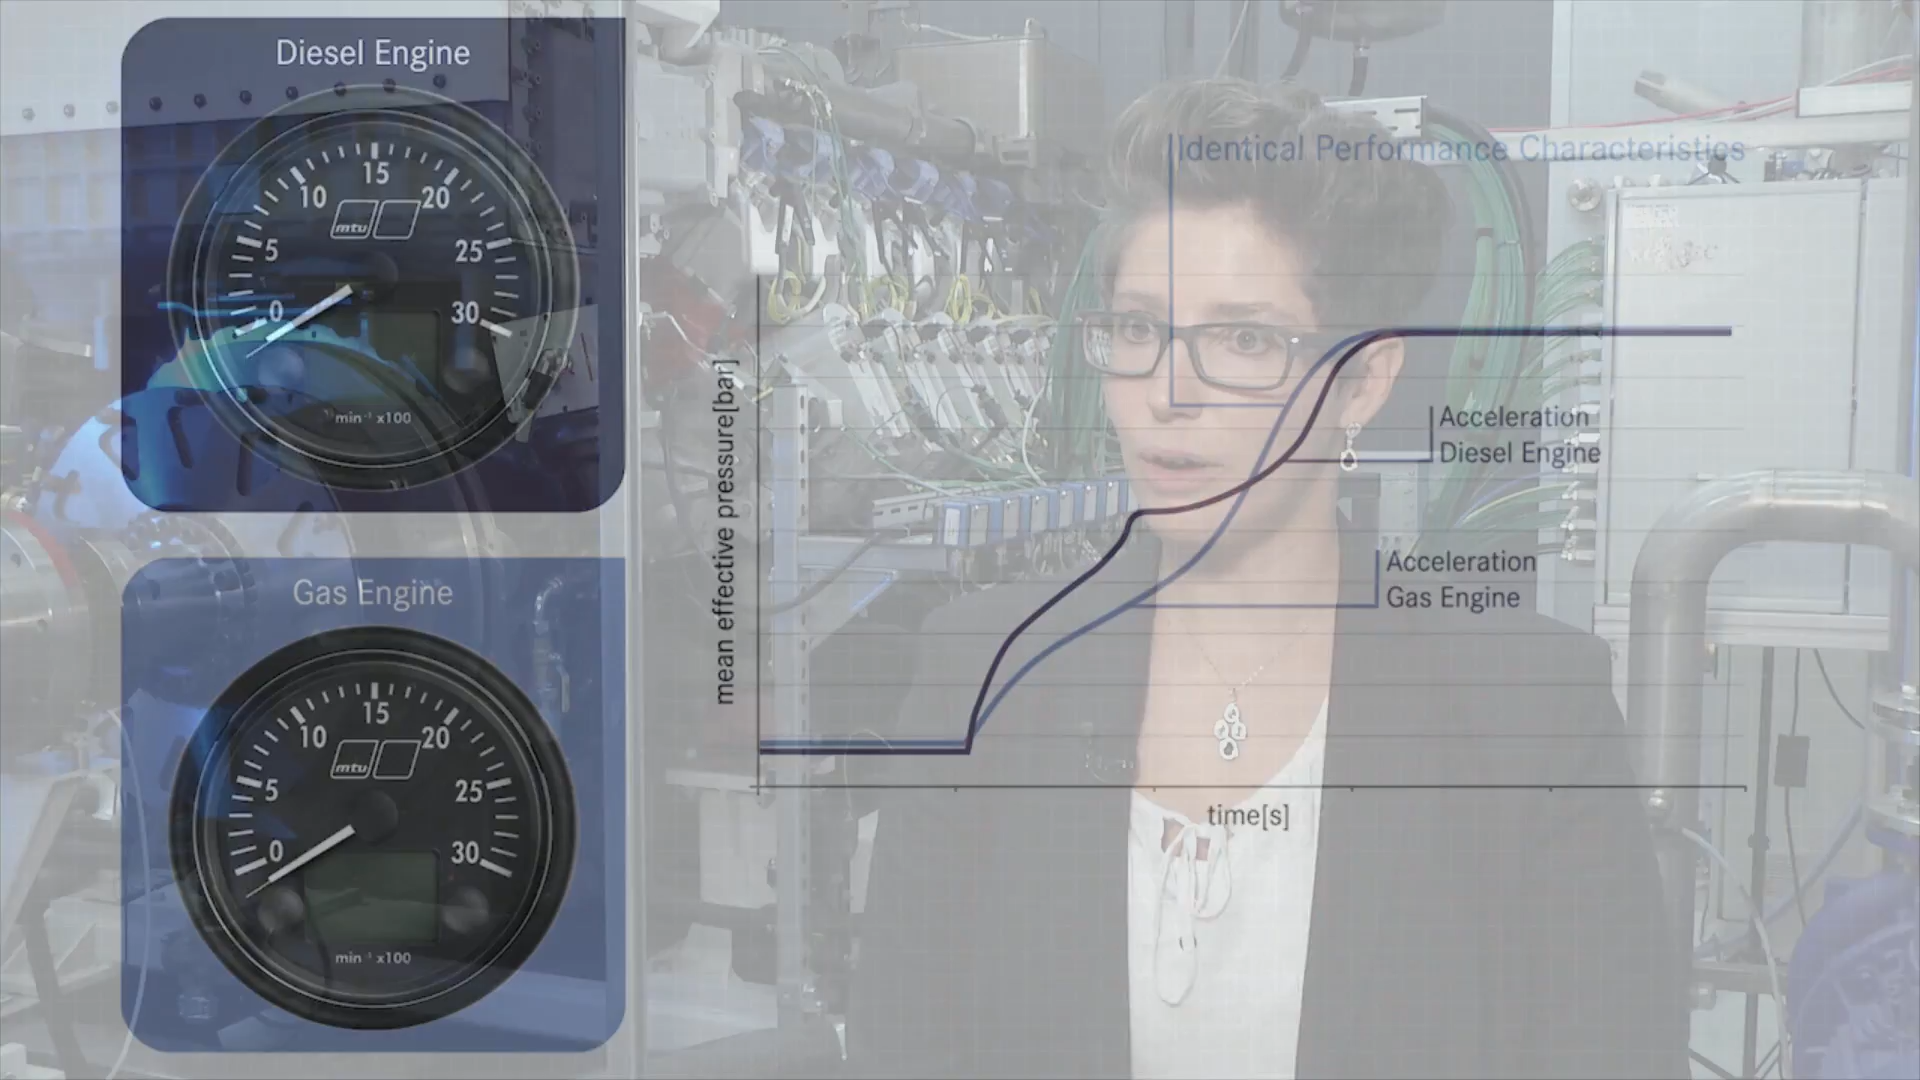 Diesel Engine
15
10
20
mtu
5
25
0
30
min⁻¹ x100
Gas Engine
15
10
20
mtu
5
25
0
30
min⁻¹ x100
Identical Performance Characteristics
mean effective pressure[bar]
Acceleration
Diesel Engine
Acceleration
Gas Engine
time[s]